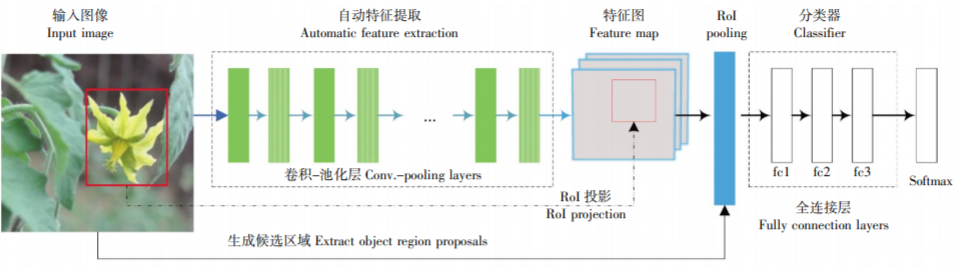 输入图像
Input image
自动特征提取
Automatic feature extraction
特征图
Feature map
RoI
pooling
分类器
Classifier
...
卷积-池化层 Conv.-pooling layers
fc1
fc2
fc3
Softmax
RoI 投影
RoI projection
全连接层
Fully connection layers
生成候选区域 Extract object region proposals